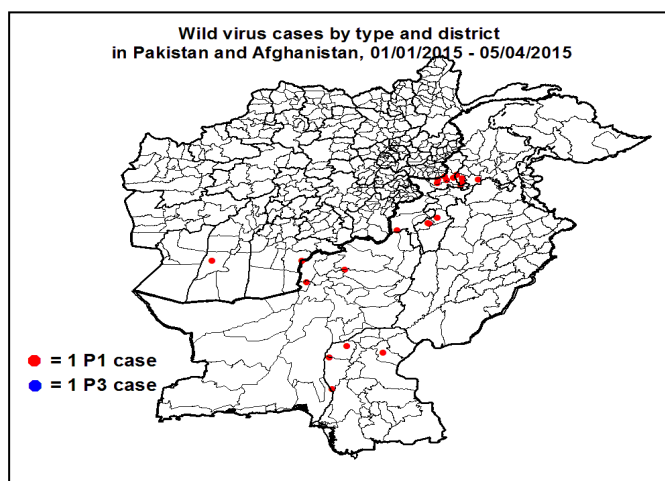 Wild virus cases by type and district
in Pakistan and Afghanistan, 01/01/2015 - 05/04/2015
= 1 P1 case
= 1 P3 case